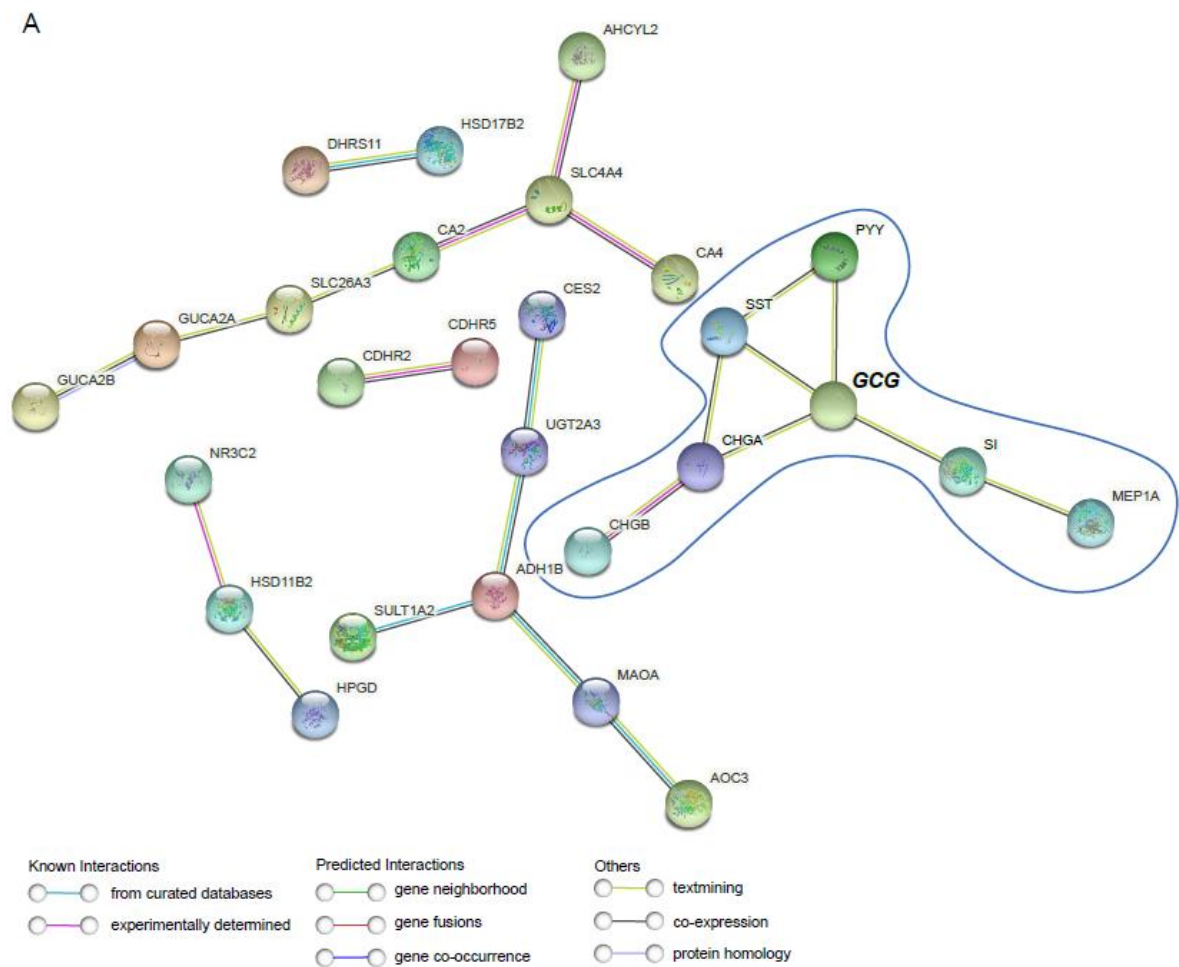 A
AHCYL2
HSD17B2
DHRS11
SLC4A4
PYY
CA2
CA4
SLC26A3
CES2
SST
GUCA2A
CDHR5
CDHR2
GCG
GUCA2B
UGT2A3
CHGA
SI
NR3C2
MEP1A
CHGB
ADH1B
HSD11B2
SULT1A2
MAOA
HPGD
AOC3
Known Interactions
from curated databases
experimentally determined
Predicted Interactions
gene neighborhood
gene fusions
gene co-occurrence
Others
textmining
co-expression
protein homology